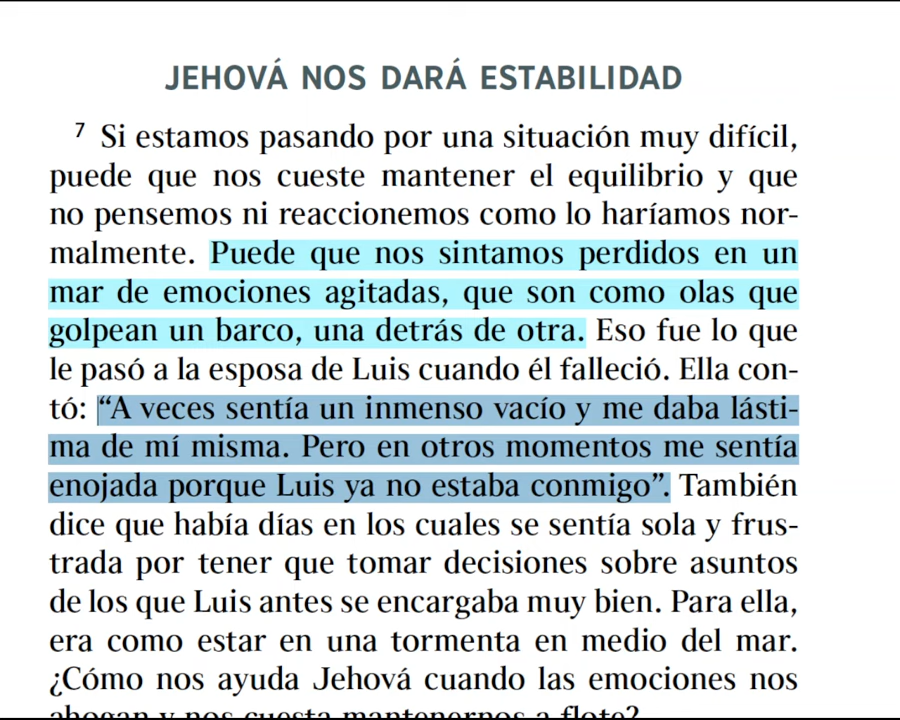 JEHOVÁ NOS DARÁ ESTABILIDAD
7 Si estamos pasando por una situación muy difícil,
puede que nos cueste mantener el equilibrio y que
no pensemos ni reaccionemos como lo haríamos nor-
malmente. Puede que nos sintamos perdidos en un
mar de emociones agitadas, que son como olas que
golpean un barco, una detrás de otra. Eso fue lo que
le pasó a la esposa de Luis cuando él falleció. Ella con-
tó: “A veces sentía un inmenso vacío y me daba lásti-
ma de mí misma. Pero en otros momentos me sentía
enojada porque Luis ya no estaba conmigo”. También
dice que había días en los cuales se sentía sola y frus-
trada por tener que tomar decisiones sobre asuntos
de los que Luis antes se encargaba muy bien. Para ella,
era como estar en una tormenta en medio del mar.
¿Cómo nos ayuda Jehová cuando las emociones nos
ahogan y nos cuesta mantenernos a flote?